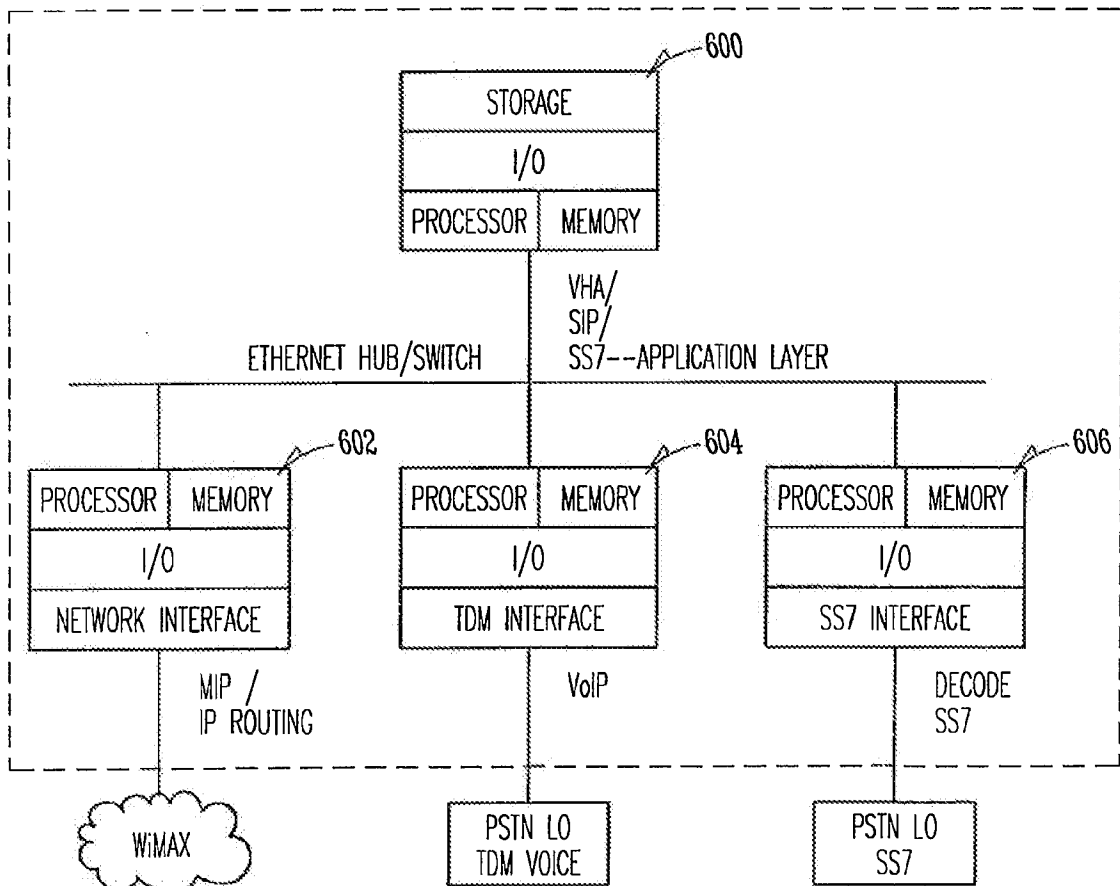 600
STORAGE
I/O
PROCESSOR MEMORY
VHA/
SIP/
SS7--APPLICATION LAYER
ETHERNET HUB/SWITCH
602
604
606
PROCESSOR MEMORY
I/O
NETWORK INTERFACE
PROCESSOR MEMORY
I/O
TDM INTERFACE
PROCESSOR MEMORY
I/O
SS7 INTERFACE
MIP /
IP ROUTING
VoIP
DECODE
SS7
WiMAX
PSTN LO
TDM VOICE
PSTN LO
SS7